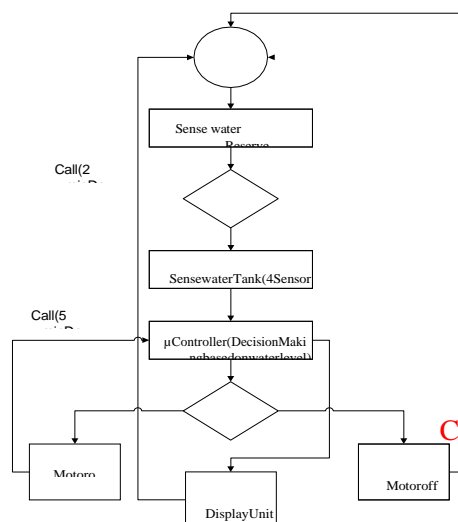 Sense water
Reserve
Call(2
SensewaterTank(4Sensor
Call(5
µController(DecisionMaki
ngbasedonwaterlevel)
C
Motoro
Motoroff
DisplayUnit